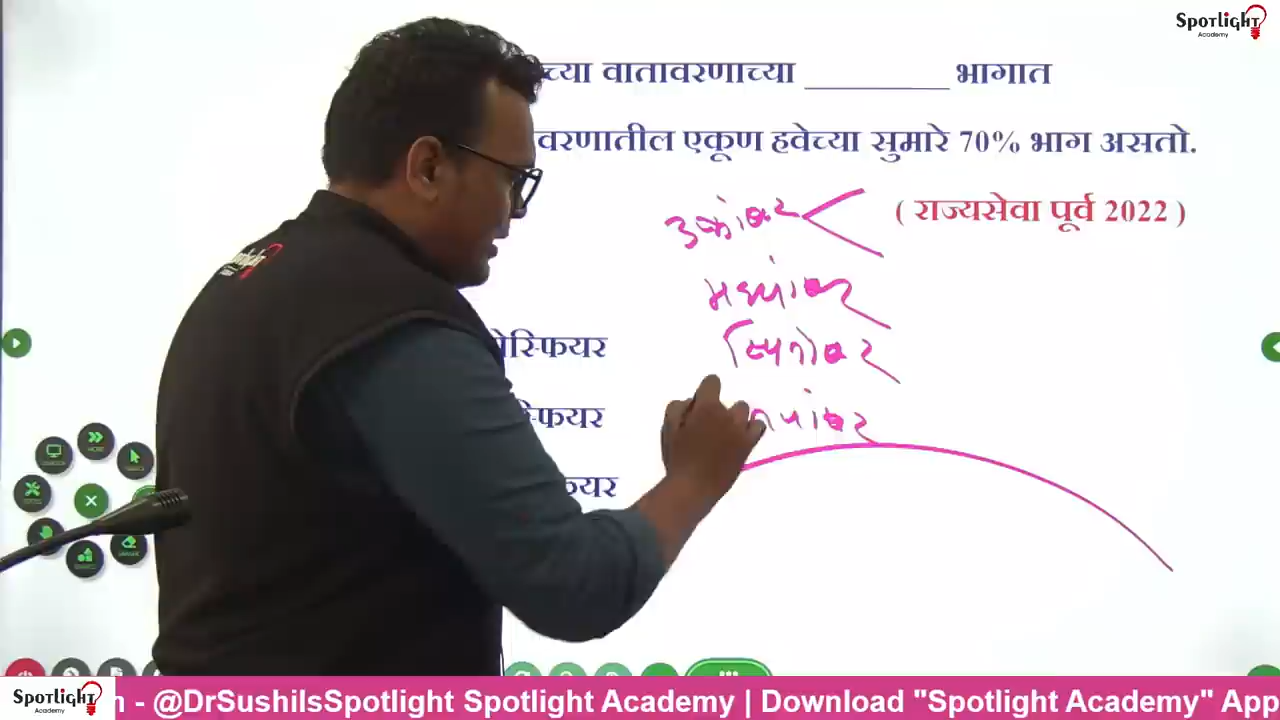 Spotlight
Academy
च्या वातावरणाच्या ________ भागात
वरणातील एकूण हवेच्या सुमारे 70% भाग असतो.
( राज्यसेवा पूर्व 2022 )
मध्यांबर
स्थितांबर
तपांबर
स्फियर
स्फियर
फियर
Spotlight
Academy
- @DrSushilsSpotlight Spotlight Academy | Download "Spotlight Academy" App